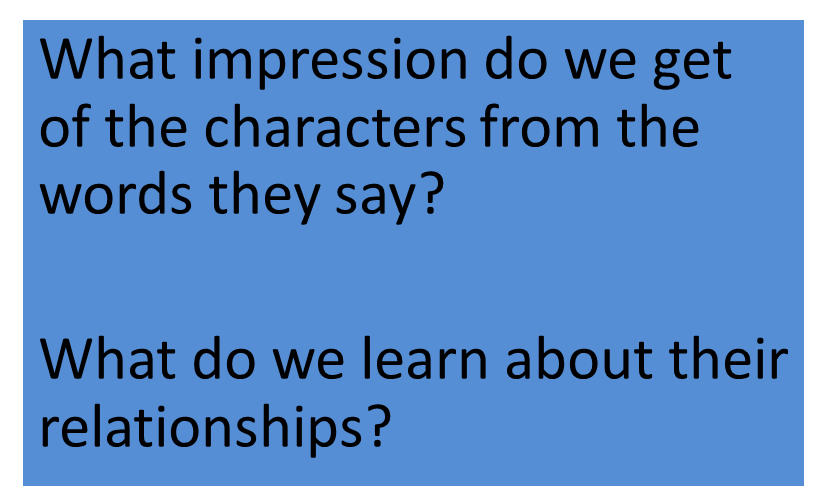 What impression do we get
of the characters from the
words they say?
What do we learn about their
relationships?